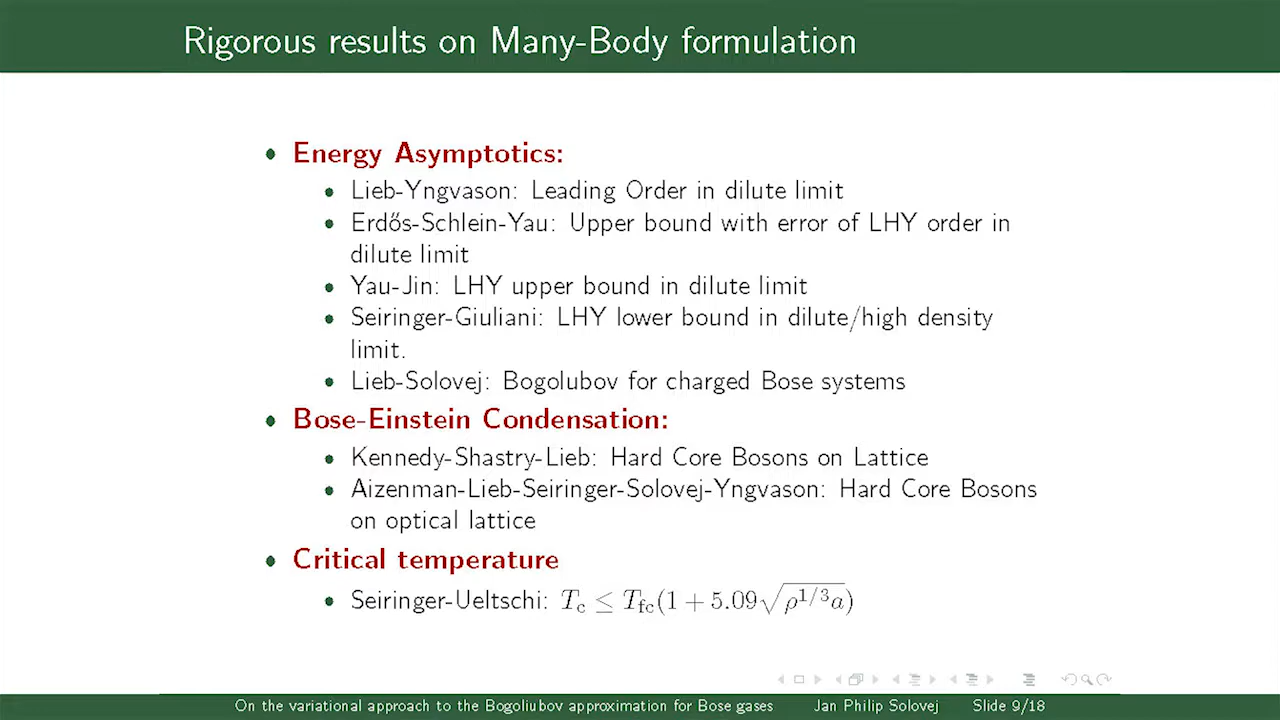 Rigorous results on Many-Body formulation
• Energy Asymptotics:
• Lieb-Yngvason: Leading Order in dilute limit
• Erdős-Schlein-Yau: Upper bound with error of LHY order in
dilute limit
• Yau-Jin: LHY upper bound in dilute limit
• Seiringer-Giuliani: LHY lower bound in dilute/high density
limit.
• Lieb-Solovej: Bogolubov for charged Bose systems
• Bose-Einstein Condensation:
• Kennedy-Shastry-Lieb: Hard Core Bosons on Lattice
• Aizenman-Lieb-Seiringer-Solovej-Yngvason: Hard Core Bosons
on optical lattice
• Critical temperature
• Seiringer-Ueltschi: T_c ≤ T_fc(1 + 5.09√(ρ^{1/3}a))
On the variational approach to the Bogoliubov approximation for Bose gases Jan Philip Solovej Slide 9/18